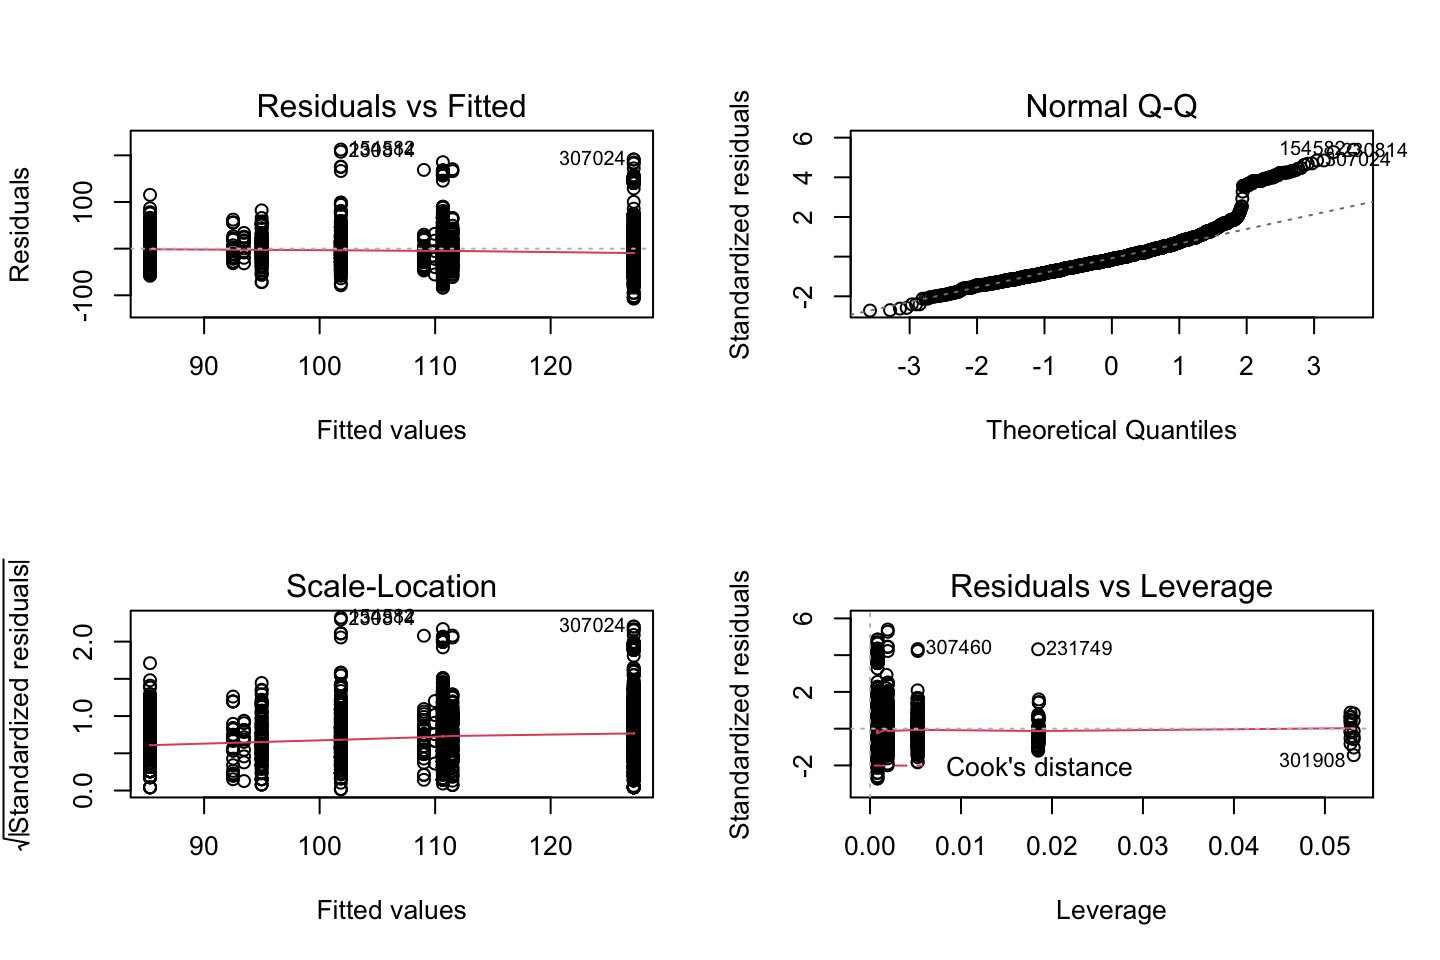 Residuals vs Fitted
Residuals
-100
100
307024
90
100
110
120
Fitted values
Normal Q-Q
Standardized residuals
-2
2
4
6
-3
-2
-1
0
1
2
3
Theoretical Quantiles
Scale-Location
√|Standardized residuals|
0.0
1.0
2.0
307024
90
100
110
120
Fitted values
Residuals vs Leverage
Standardized residuals
-2
2
6
307460
231749
301908
Cook's distance
0.00
0.01
0.02
0.03
0.04
0.05
Leverage